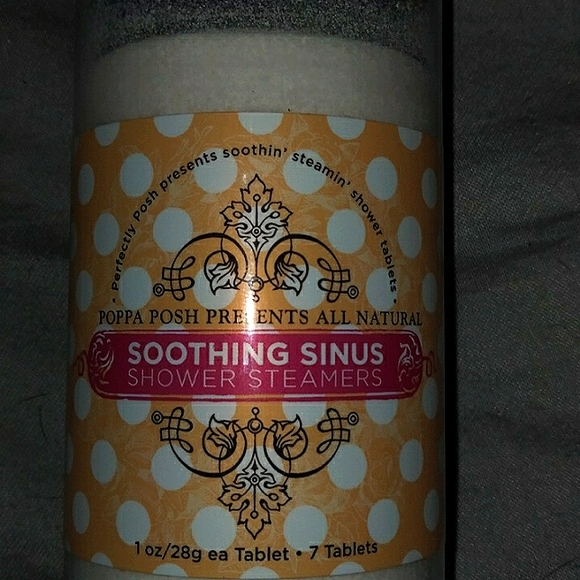 • Perfectly Posh presents soothin' steamin' shower tablets •
POPPA POSH PRESENTS ALL NATURAL
SOOTHING SINUS
SHOWER STEAMERS
1 oz/28g ea Tablet • 7 Tablets